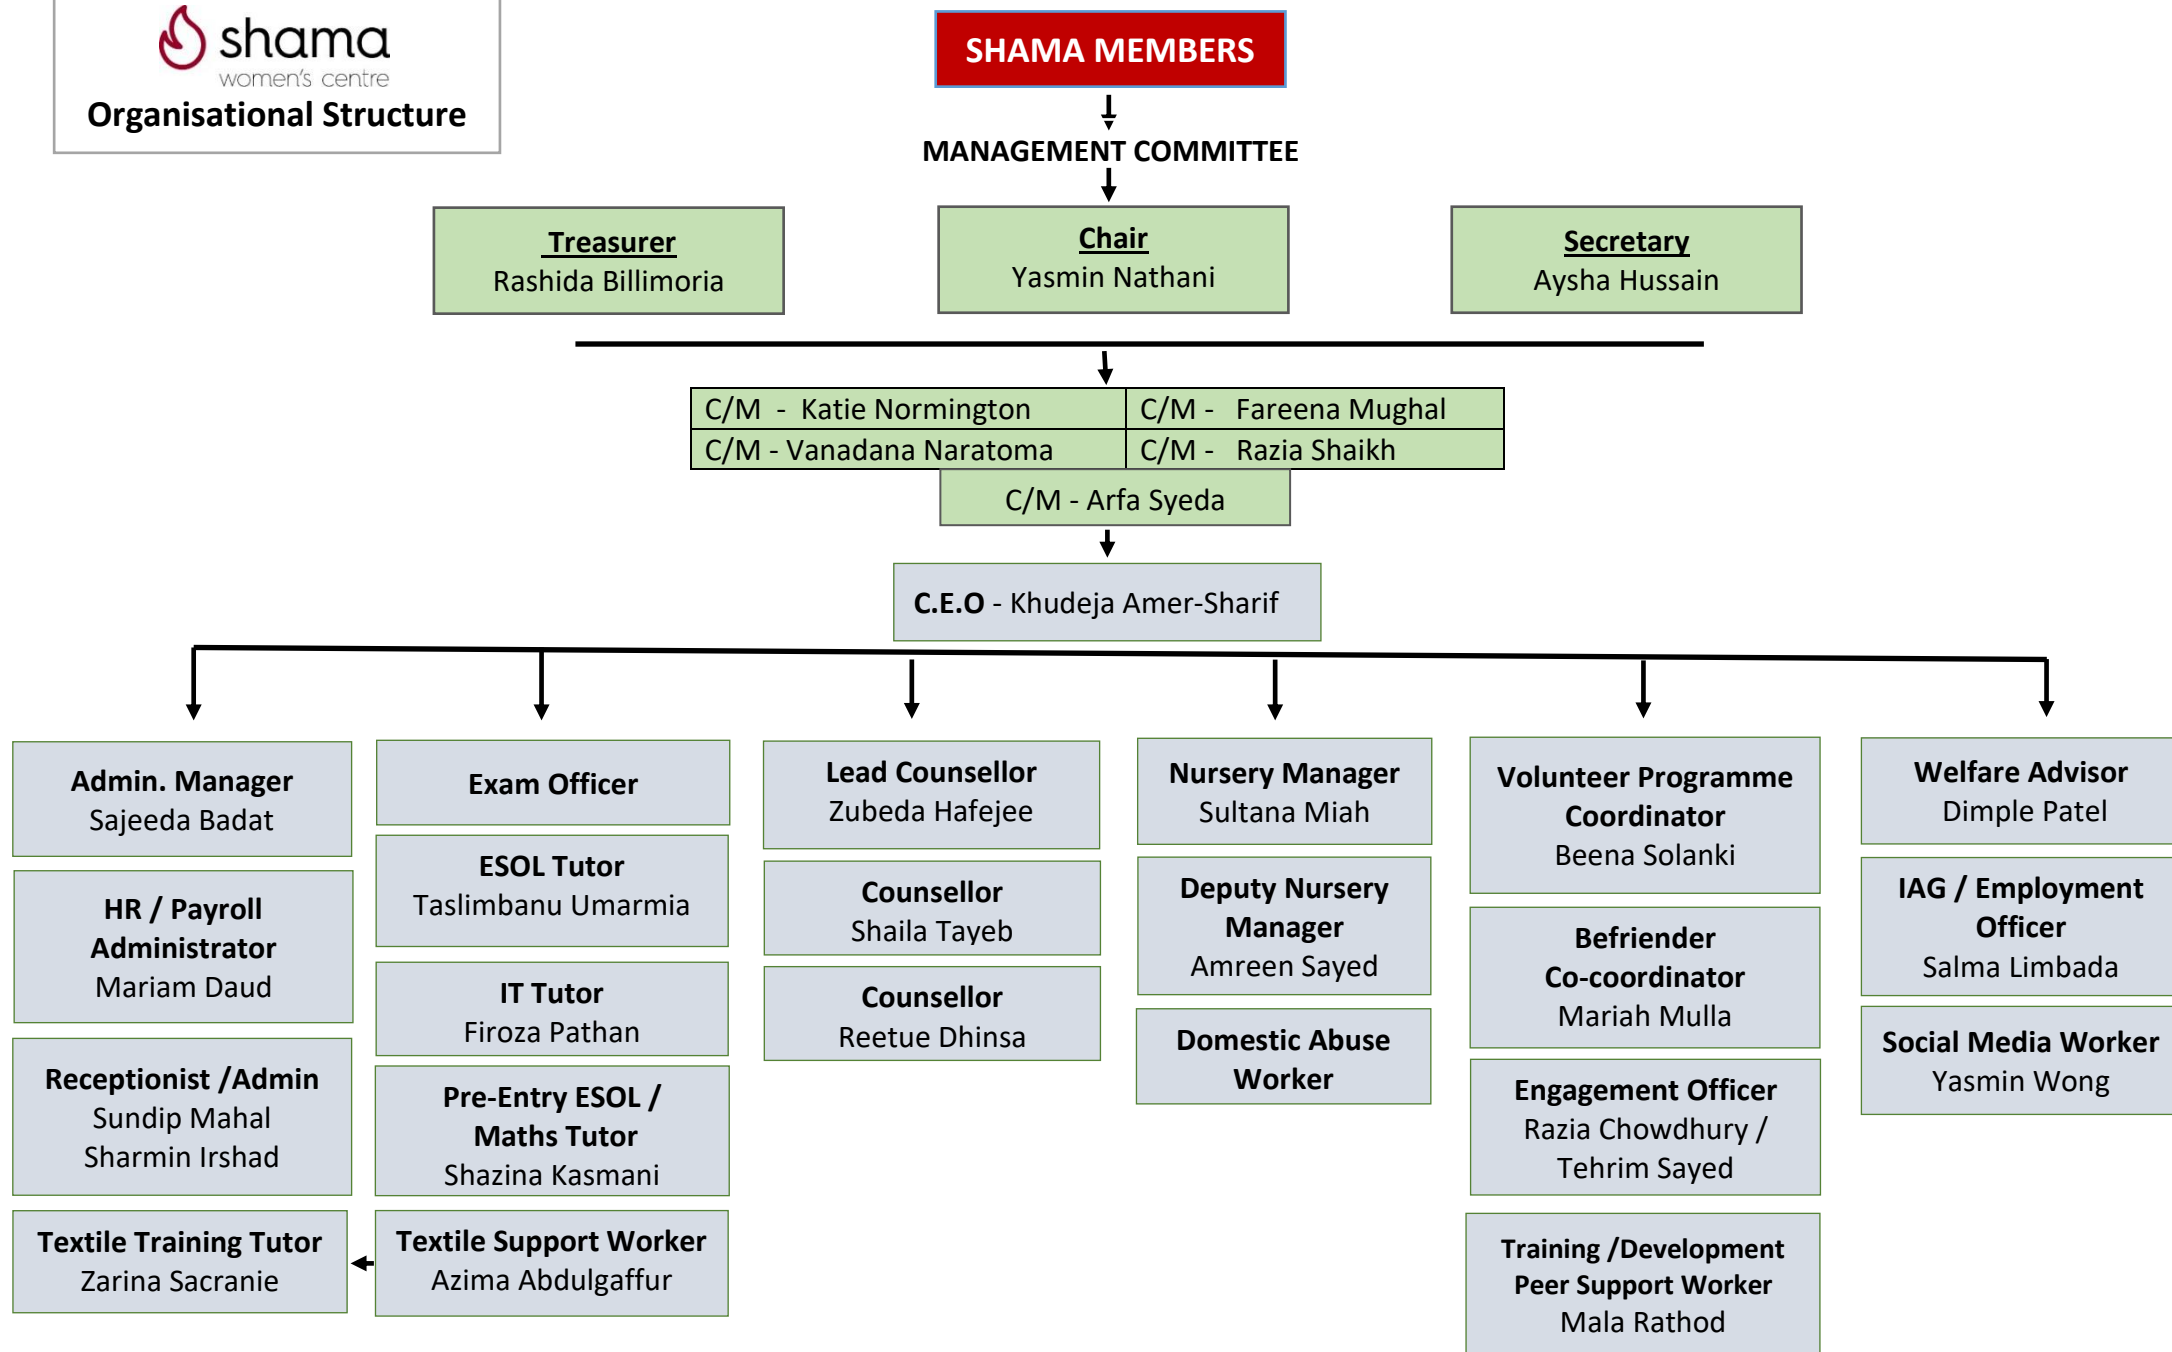 shama
women's centre
Organisational Structure
SHAMA MEMBERS
MANAGEMENT COMMITTEE
Treasurer
Rashida Billimoria
Chair
Yasmin Nathani
Secretary
Aysha Hussain
C/M - Katie Normington
C/M - Fareena Mughal
C/M - Vanadana Naratoma
C/M - Razia Shaikh
C/M - Arfa Syeda
C.E.O - Khudeja Amer-Sharif
Admin. Manager
Sajeeda Badat
HR / Payroll
Administrator
Mariam Daud
Receptionist /Admin
Sundip Mahal
Sharmin Irshad
Textile Training Tutor
Zarina Sacranie
Exam Officer
ESOL Tutor
Taslimbanu Umarmia
IT Tutor
Firoza Pathan
Pre-Entry ESOL /
Maths Tutor
Shazina Kasmani
Textile Support Worker
Azima Abdulgaffur
Lead Counsellor
Zubeda Hafejee
Counsellor
Shaila Tayeb
Counsellor
Reetue Dhinsa
Nursery Manager
Sultana Miah
Deputy Nursery
Manager
Amreen Sayed
Domestic Abuse
Worker
Volunteer Programme
Coordinator
Beena Solanki
Befriender
Co-coordinator
Mariah Mulla
Engagement Officer
Razia Chowdhury /
Tehrim Sayed
Training /Development
Peer Support Worker
Mala Rathod
Welfare Advisor
Dimple Patel
IAG / Employment
Officer
Salma Limbada
Social Media Worker
Yasmin Wong